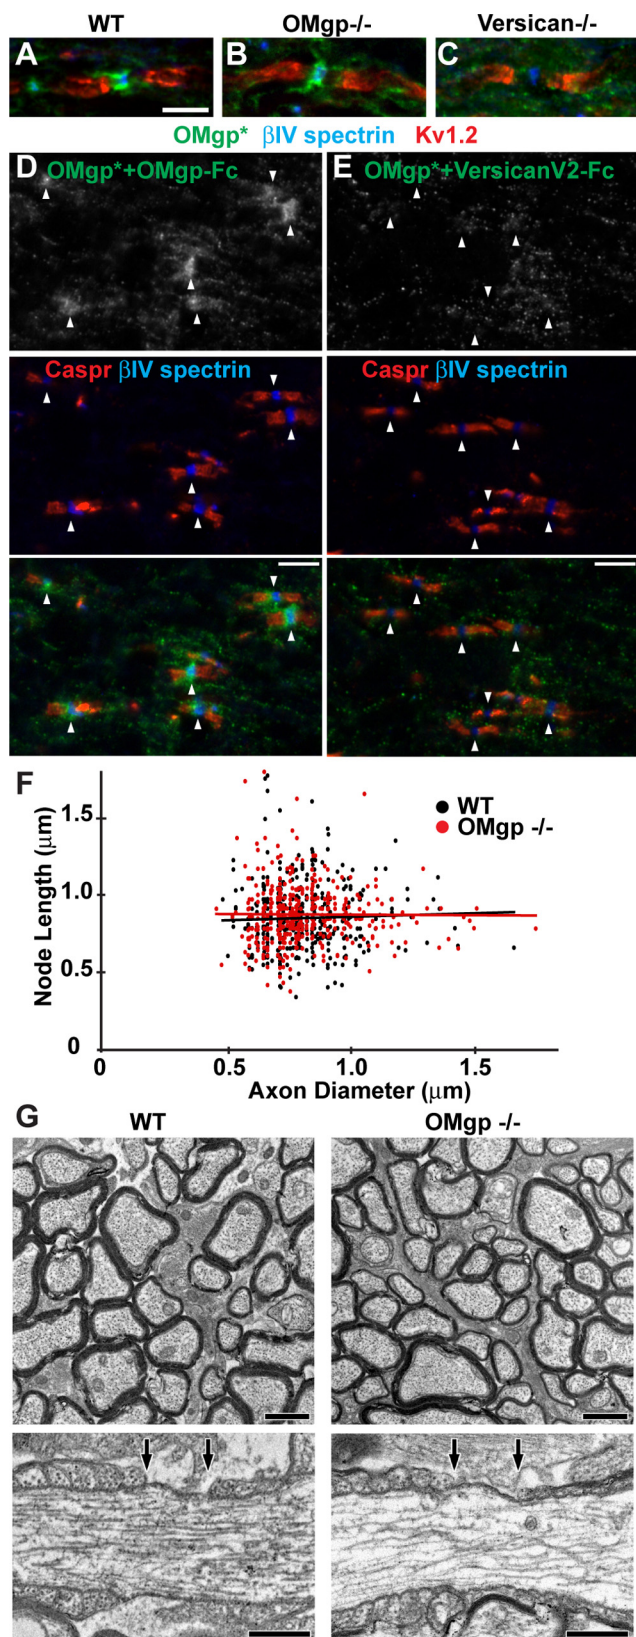 WT OMgp-/- Versican-/-
A B C
OMgp* βIV spectrin Kv1.2
D OMgp*+OMgp-Fc E OMgp*+VersicanV2-Fc
Caspr βIV spectrin Caspr βIV spectrin
F
WT
OMgp -/-
1.5
1.0
0.5
0
Node Length (μm)
0 0.5 1.0 1.5
Axon Diameter (μm)
G WT OMgp -/-